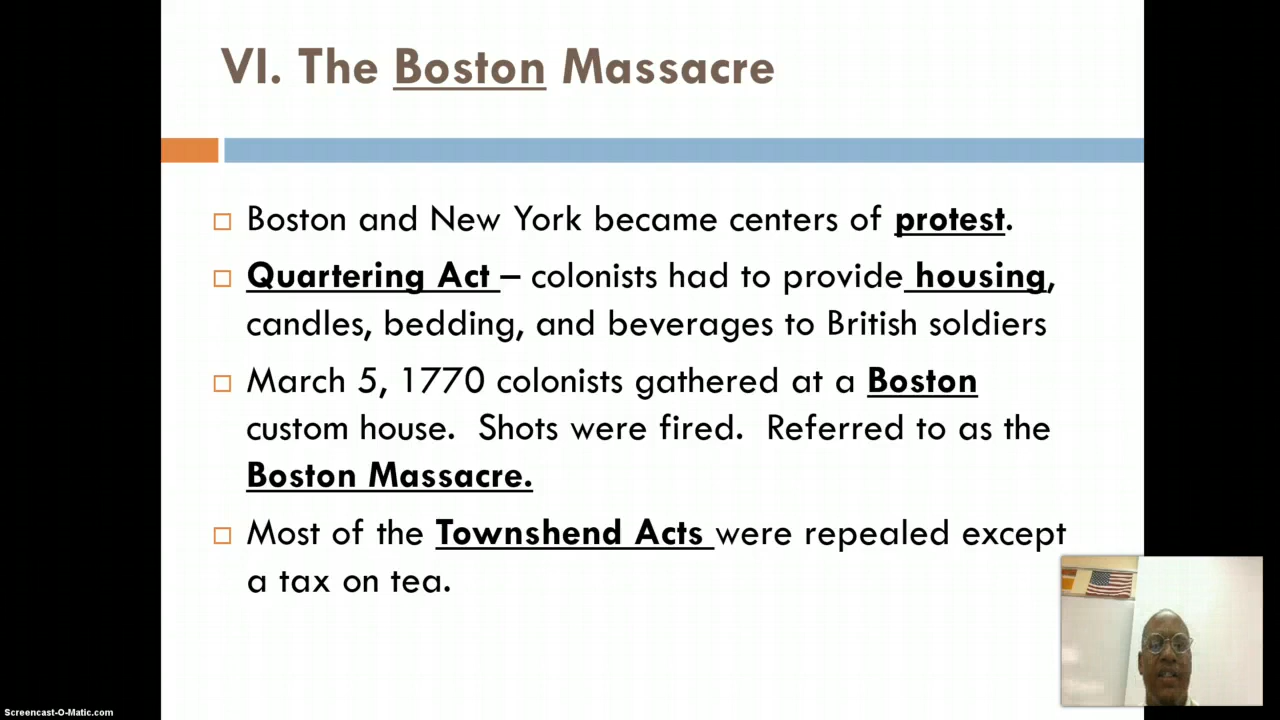 VI. The Boston Massacre
Boston and New York became centers of protest.
Quartering Act – colonists had to provide housing,
candles, bedding, and beverages to British soldiers
March 5, 1770 colonists gathered at a Boston
custom house.  Shots were fired.  Referred to as the
Boston Massacre.
Most of the Townshend Acts were repealed except
a tax on tea.
Screencast-O-Matic.com